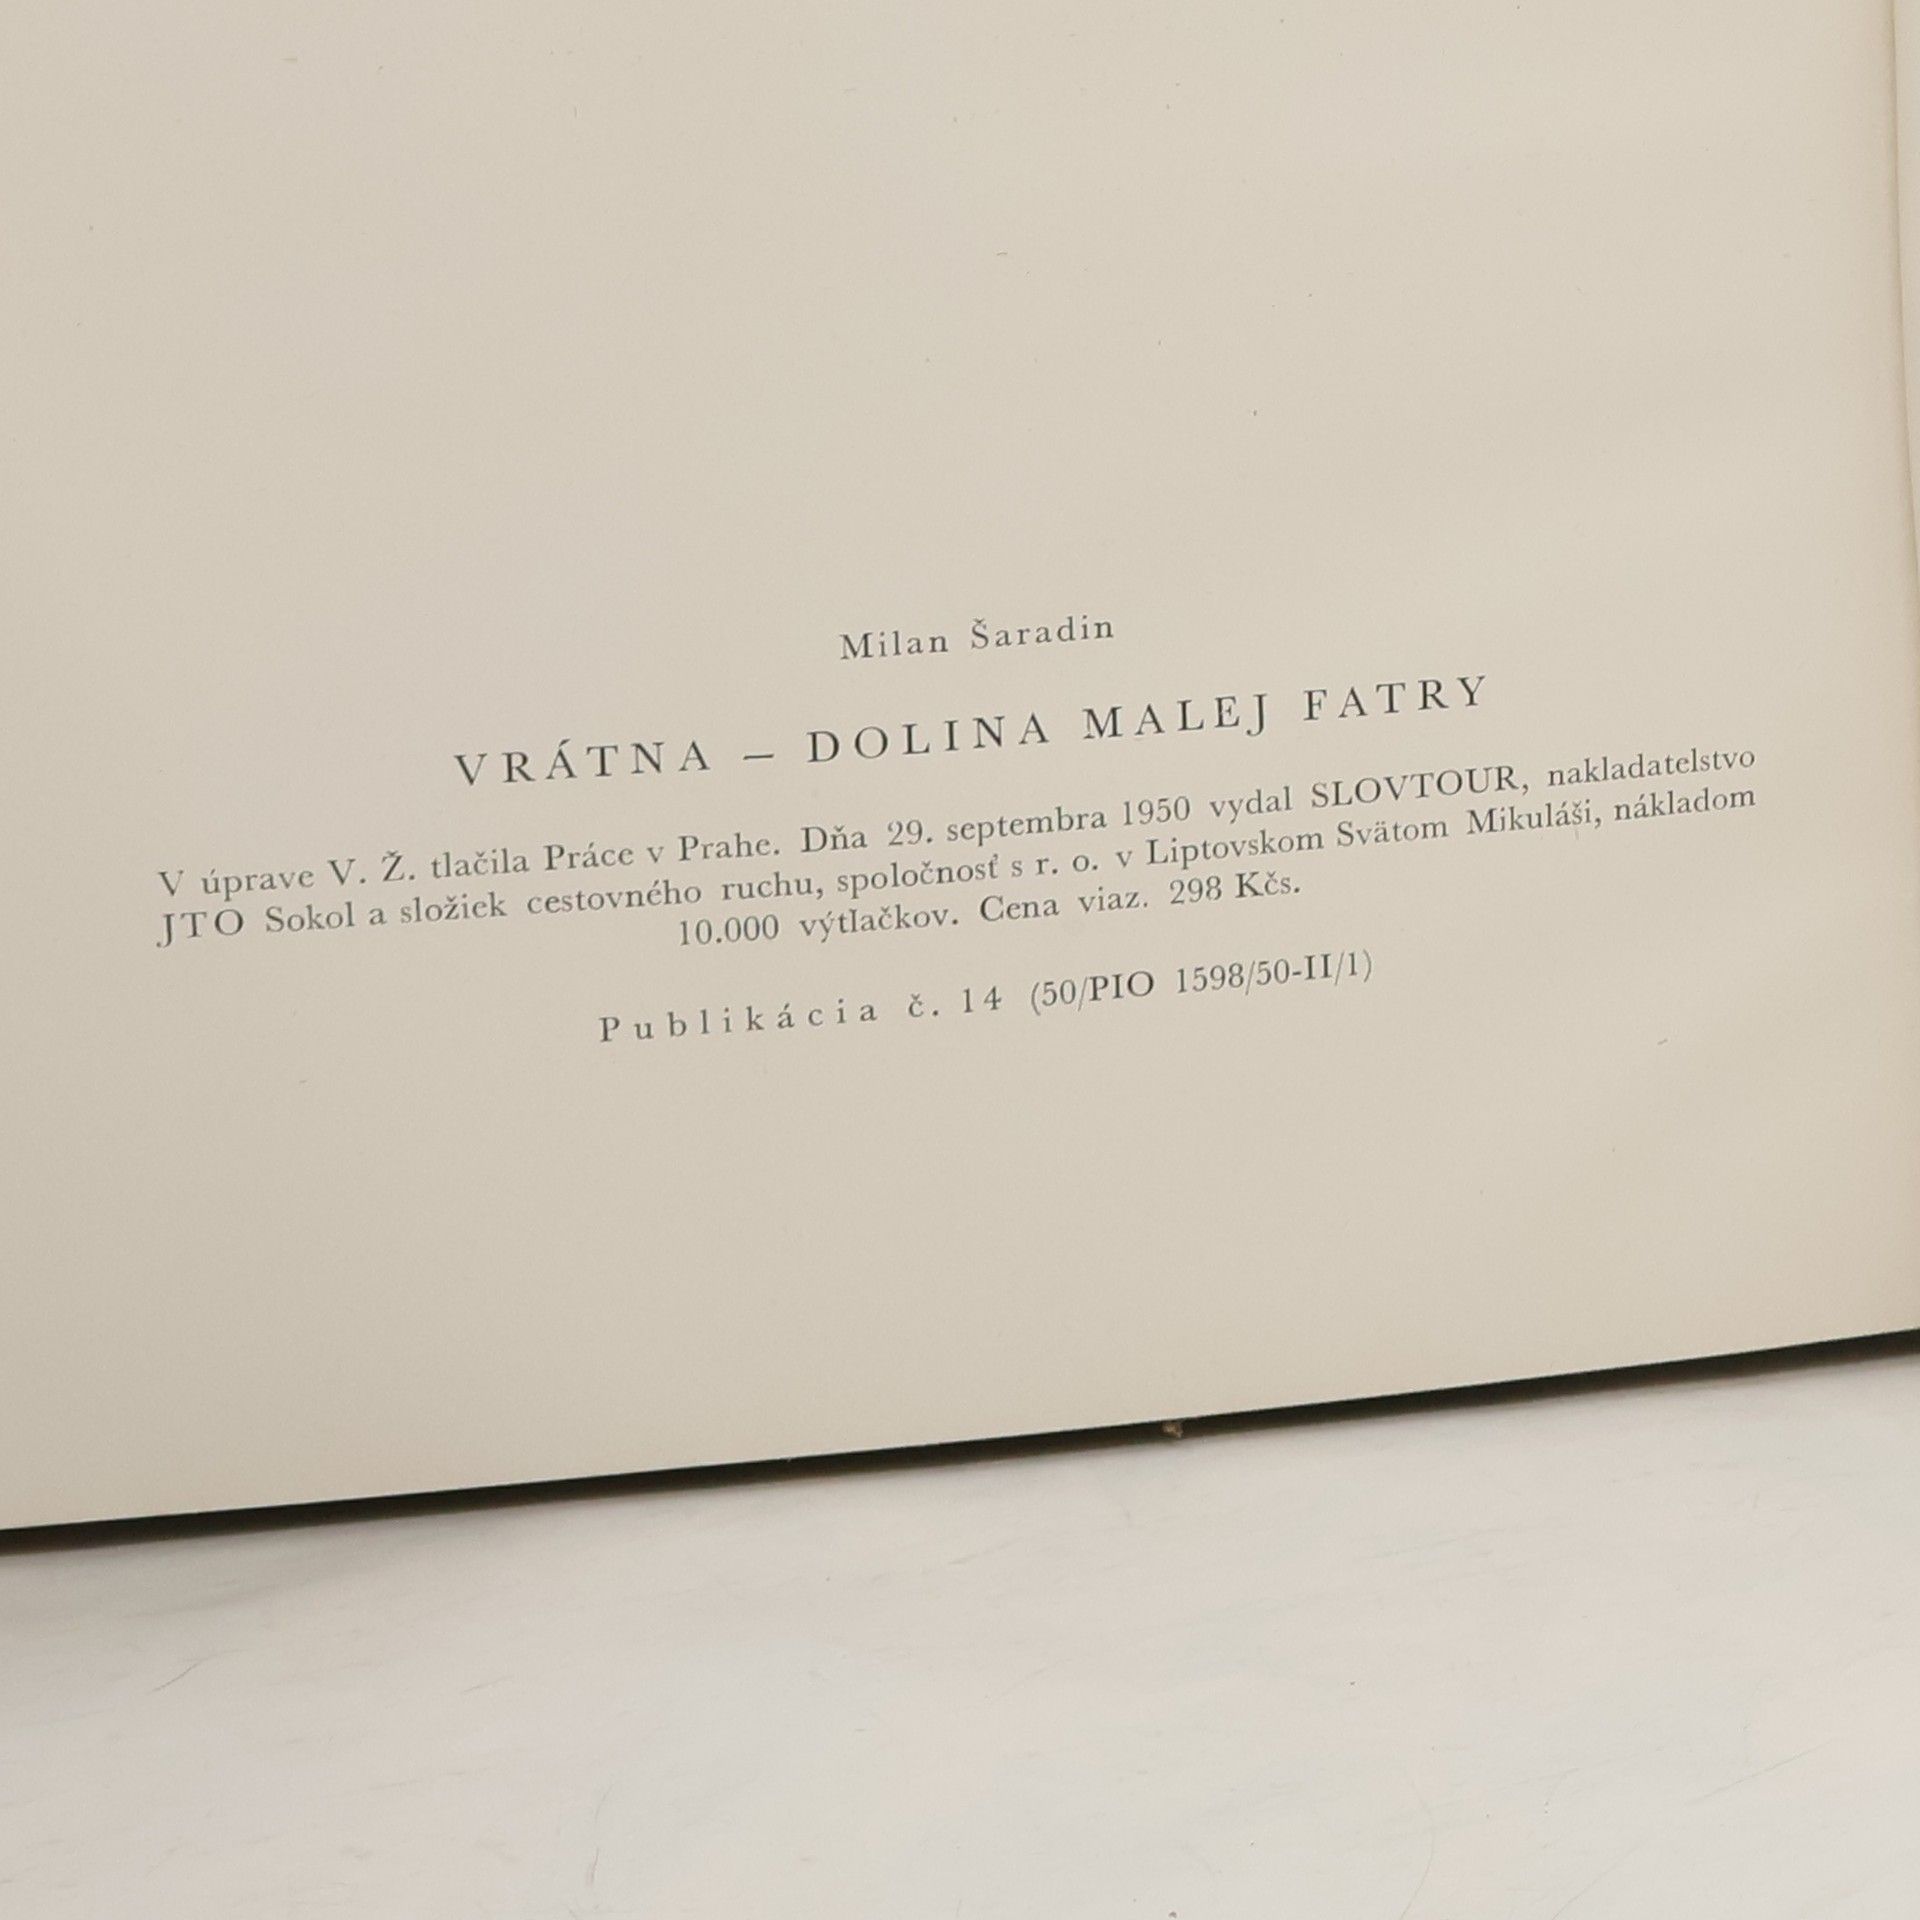 Milan Šaradin
VRÁTNA – DOLINA MALEJ FATRY
V úprave V. Ž. tlačila Práce v Prahe. Dňa 29. septembra 1950 vydal SLOVTOUR, nakladatelstvo
JTO Sokol a složiek cestovného ruchu, spoločnosť s r. o. v Liptovskom Svätom Mikuláši, nákladom
10.000 výtlačkov. Cena viaz. 298 Kčs.
Publikácia č. 14 (50/PIO 1598/50-II/1)